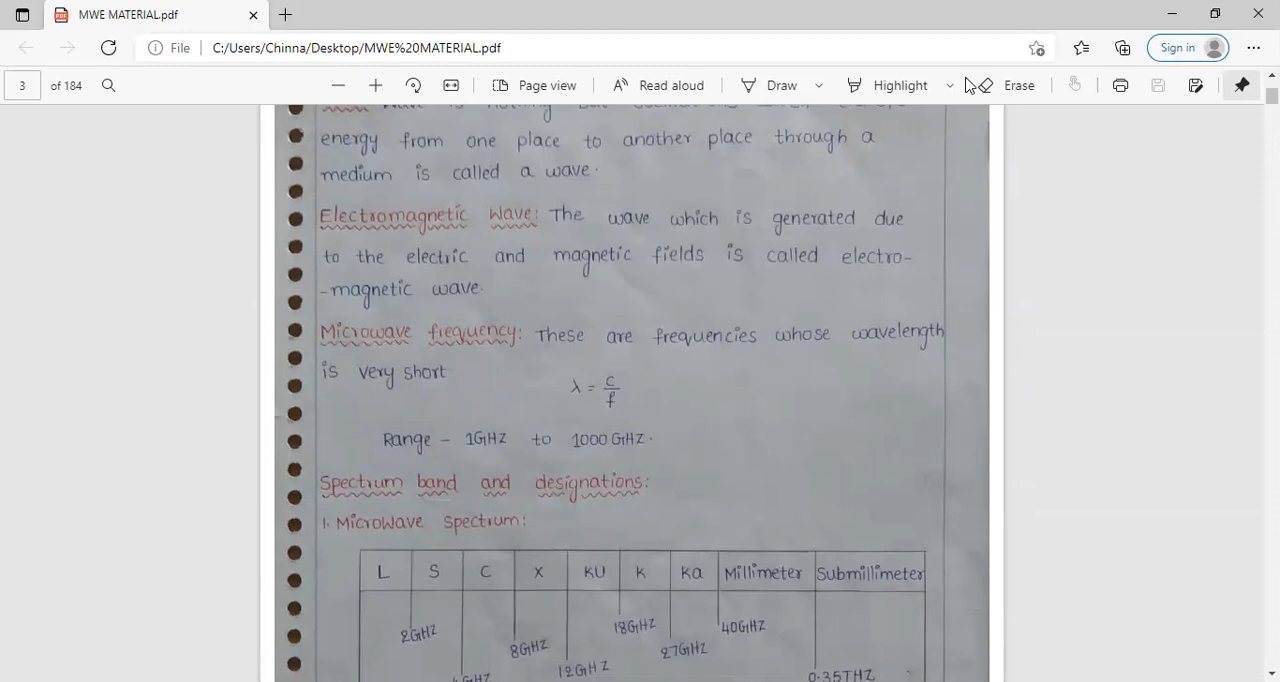 MWE MATERIAL.pdf
File
C:/Users/Chinna/Desktop/MWE%20MATERIAL.pdf
Sign in
3 of 184
Page view
Read aloud
Draw
Highlight
Erase
energy from one place to another place through a
medium is called a wave.
Electromagnetic Wave: The wave which is generated due
to the electric and magnetic fields is called electro-
-magnetic wave.
Microwave frequency: These are frequencies whose wavelength
is very short
λ = c/f
Range - 1GHZ to 1000 GHZ.
Spectrum band and designations:
1. Microwave Spectrum:
L S C X KU K Ka Millimeter Submillimeter
18GHZ 40GHZ
2GHZ
8GHZ 27GHZ
12GHZ
GHZ 0.35THZ